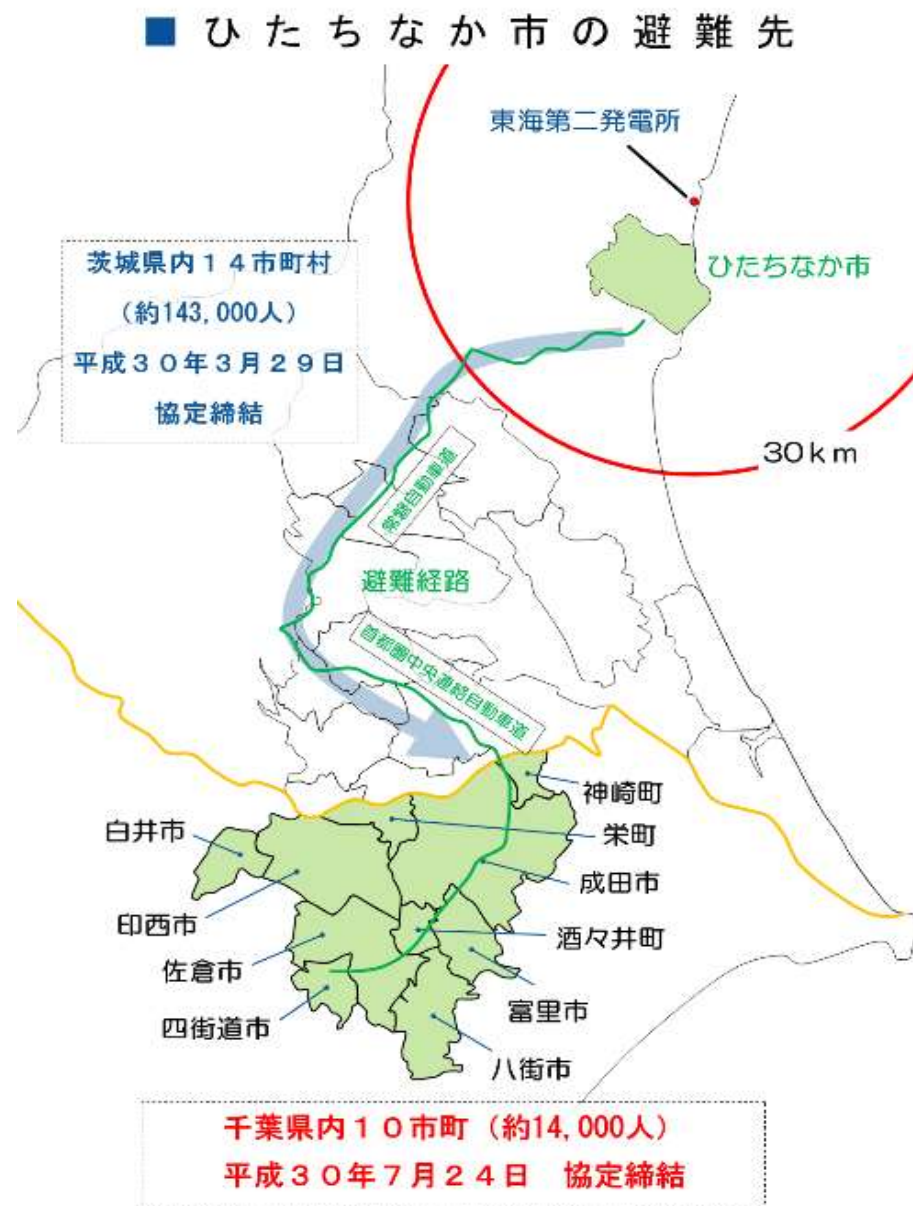 ■ ひたちなか市の避難先
東海第二発電所
ひたちなか市
茨城県内１４市町村
（約143,000人）
平成３０年３月２９日
協定締結
30ｋｍ
常磐自動車道
避難経路
首都圏中央連絡自動車道
神崎町
白井市
栄町
成田市
印西市
酒々井町
佐倉市
富里市
四街道市
八街市
千葉県内１０市町（約14,000人）
平成３０年７月２４日　協定締結